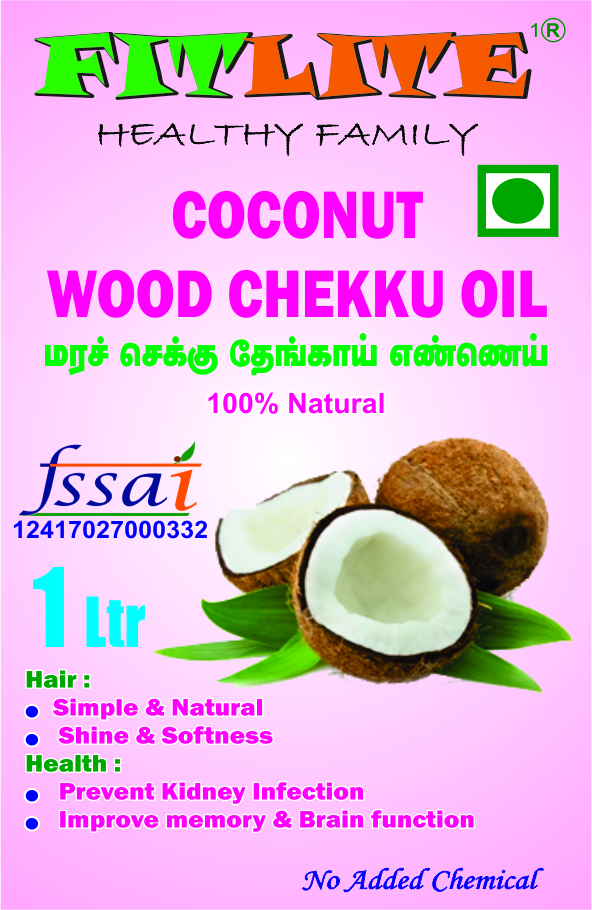 FITLITE 1®
HEALTHY FAMILY
COCONUT
WOOD CHEKKU OIL
மரச் செக்கு தேங்காய் எண்ணெய்
100% Natural
fssai
12417027000332
1 Ltr
Hair :
● Simple & Natural
● Shine & Softness
Health :
● Prevent Kidney Infection
● Improve memory & Brain function
No Added Chemical